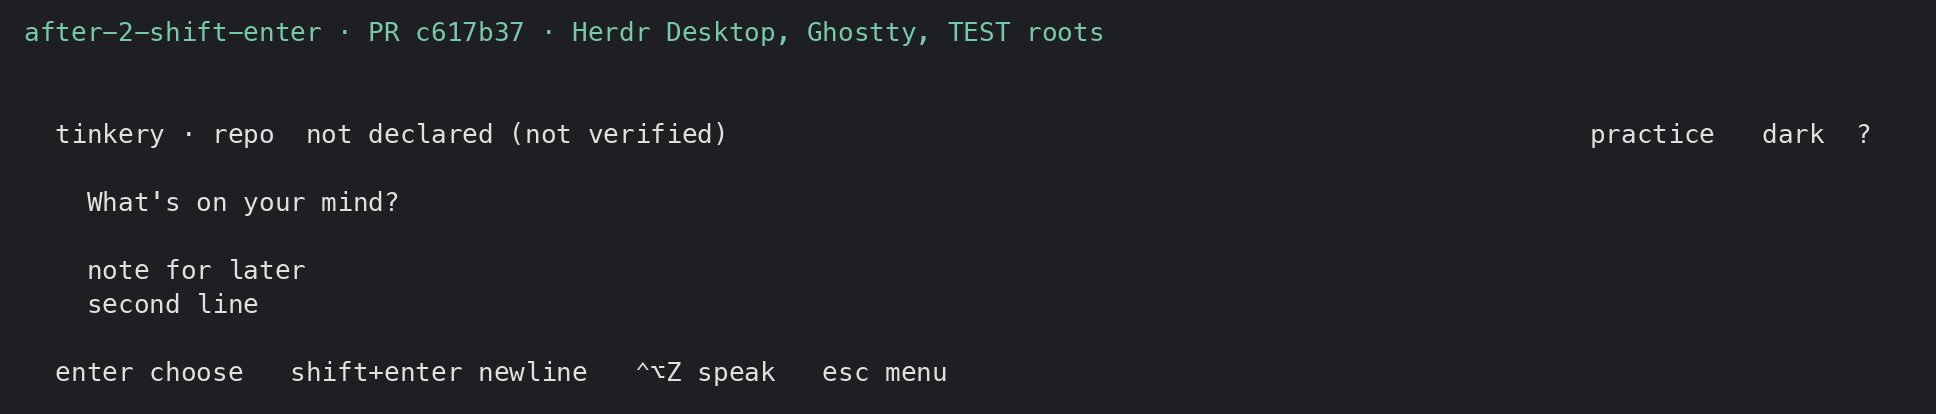 after−2−shift−enter · PR c617b37 · Herdr Desktop, Ghostty, TEST roots
tinkery · repo  not declared (not verified)  practice  dark  ?
What's on your mind?
note for later
second line
enter choose  shift+enter newline  ⌃⌥Z speak  esc menu